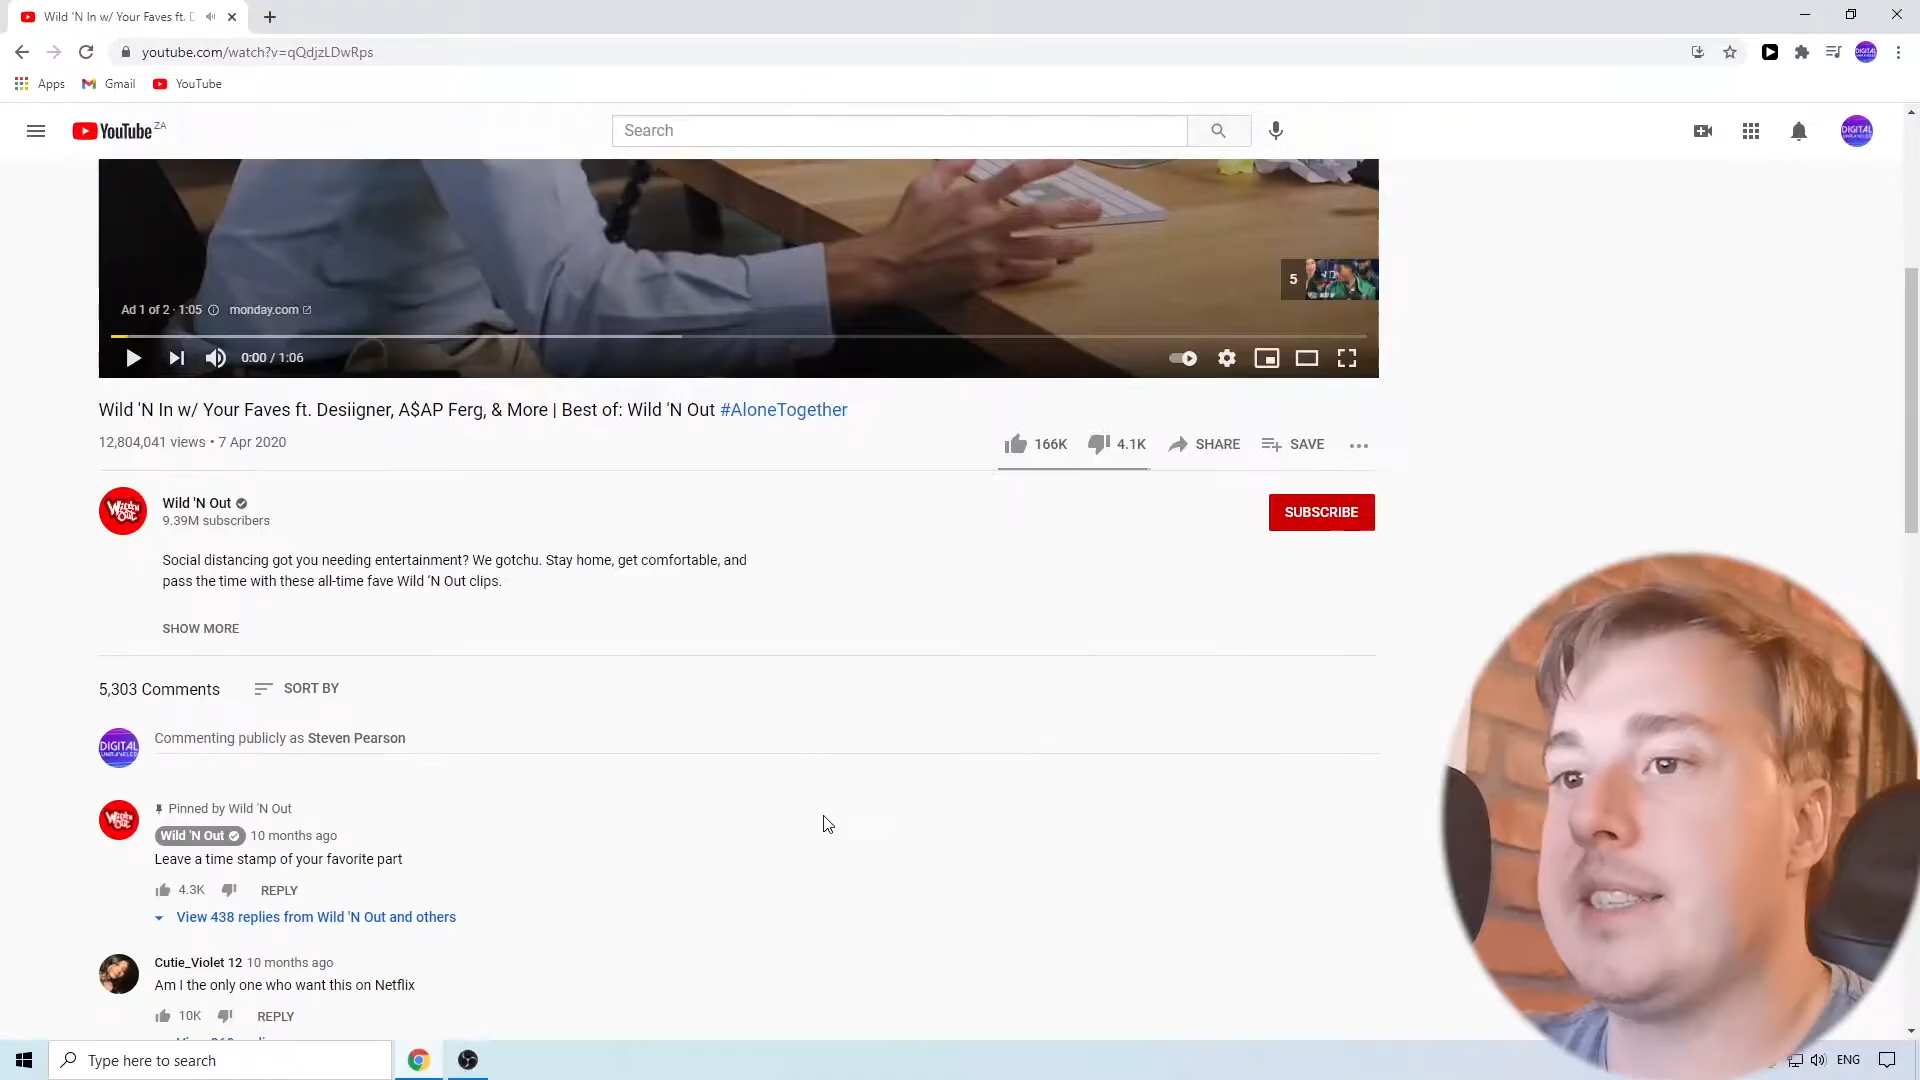 Wild 'N In w/ Your Faves ft. D
youtube.com/watch?v=qQdjzLDwRps
Apps
Gmail
YouTube
YouTube ZA
Search
DIGITAL
UNRAVELED
5
Ad 1 of 2 · 1:05
monday.com
0:00 / 1:06
Wild 'N In w/ Your Faves ft. Desiigner, A$AP Ferg, & More | Best of: Wild 'N Out #AloneTogether
12,804,041 views • 7 Apr 2020
166K
4.1K
SHARE
SAVE
Wild 'N Out
9.39M subscribers
SUBSCRIBE
Social distancing got you needing entertainment? We gotchu. Stay home, get comfortable, and
pass the time with these all-time fave Wild 'N Out clips.
SHOW MORE
5,303 Comments
SORT BY
DIGITAL
UNRAVELED
Commenting publicly as Steven Pearson
Pinned by Wild 'N Out
Wild 'N Out 10 months ago
Leave a time stamp of your favorite part
4.3K
REPLY
View 438 replies from Wild 'N Out and others
Cutie_Violet 12 10 months ago
Am I the only one who want this on Netflix
10K
REPLY
Type here to search
ENG